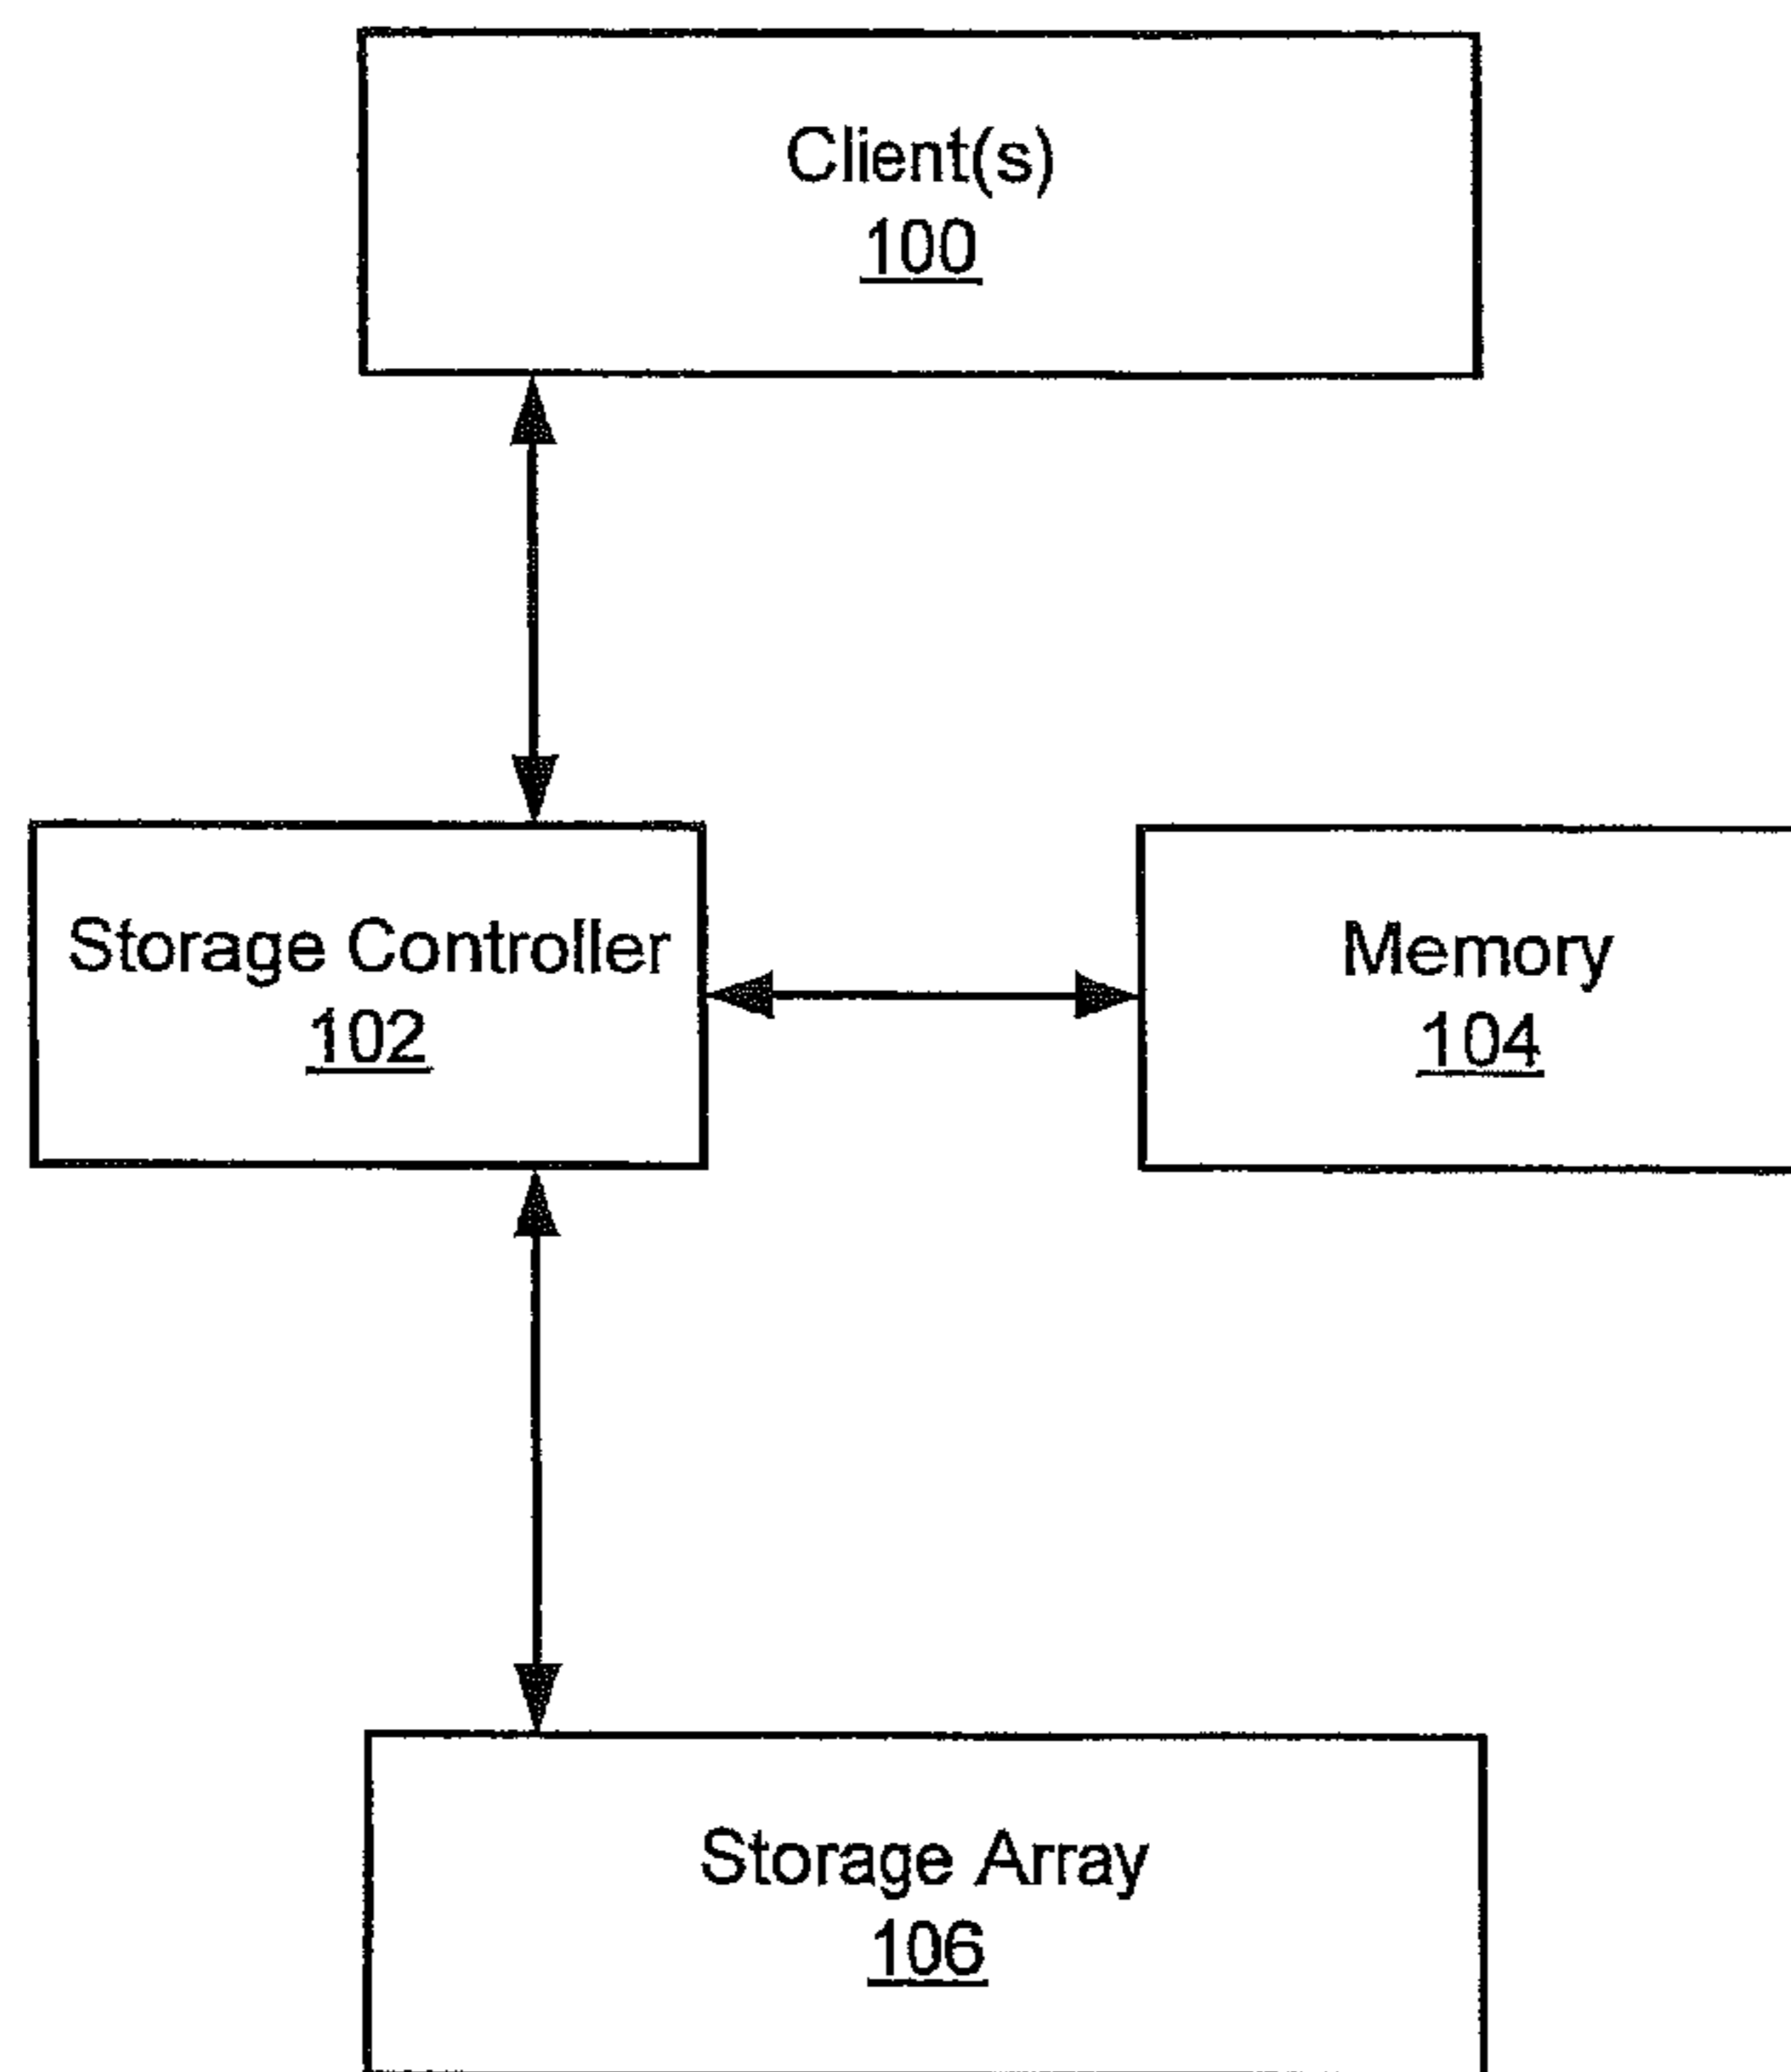 Client(s)
100
Storage Controller
102
Memory
104
Storage Array
106